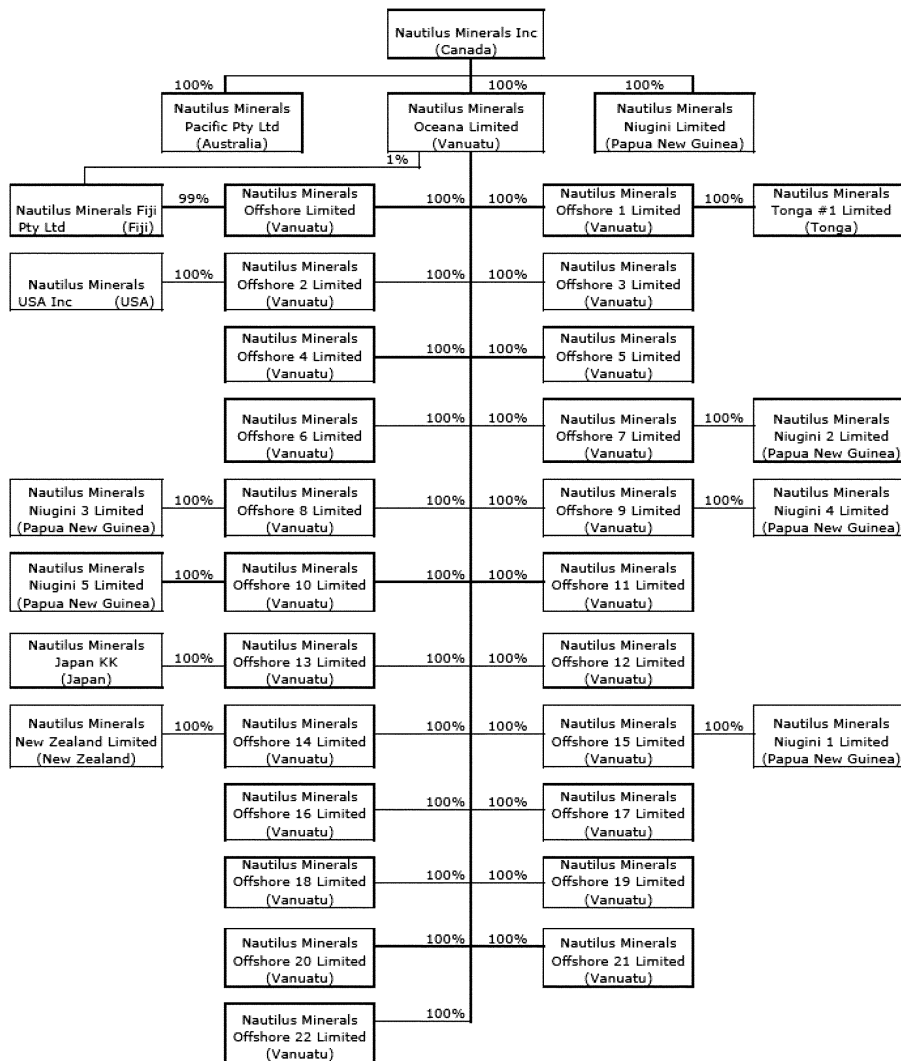 Nautilus Minerals Inc
(Canada)
100%
100%
100%
Nautilus Minerals
Pacific Pty Ltd
(Australia)
Nautilus Minerals
Oceana Limited
(Vanuatu)
Nautilus Minerals
Niugini Limited
(Papua New Guinea)
1%
Nautilus Minerals Fiji
Pty Ltd (Fiji)
99%
Nautilus Minerals
Offshore Limited
(Vanuatu)
100%
100%
Nautilus Minerals
Offshore 1 Limited
(Vanuatu)
100%
Nautilus Minerals
Tonga #1 Limited
(Tonga)
Nautilus Minerals
USA Inc (USA)
100%
Nautilus Minerals
Offshore 2 Limited
(Vanuatu)
100%
100%
Nautilus Minerals
Offshore 3 Limited
(Vanuatu)
Nautilus Minerals
Offshore 4 Limited
(Vanuatu)
100%
100%
Nautilus Minerals
Offshore 5 Limited
(Vanuatu)
Nautilus Minerals
Offshore 6 Limited
(Vanuatu)
100%
100%
Nautilus Minerals
Offshore 7 Limited
(Vanuatu)
100%
Nautilus Minerals
Niugini 2 Limited
(Papua New Guinea)
Nautilus Minerals
Niugini 3 Limited
(Papua New Guinea)
100%
Nautilus Minerals
Offshore 8 Limited
(Vanuatu)
100%
100%
Nautilus Minerals
Offshore 9 Limited
(Vanuatu)
100%
Nautilus Minerals
Niugini 4 Limited
(Papua New Guinea)
Nautilus Minerals
Niugini 5 Limited
(Papua New Guinea)
100%
Nautilus Minerals
Offshore 10 Limited
(Vanuatu)
100%
100%
Nautilus Minerals
Offshore 11 Limited
(Vanuatu)
Nautilus Minerals
Japan KK
(Japan)
100%
Nautilus Minerals
Offshore 13 Limited
(Vanuatu)
100%
100%
Nautilus Minerals
Offshore 12 Limited
(Vanuatu)
Nautilus Minerals
New Zealand Limited
(New Zealand)
100%
Nautilus Minerals
Offshore 14 Limited
(Vanuatu)
100%
100%
Nautilus Minerals
Offshore 15 Limited
(Vanuatu)
100%
Nautilus Minerals
Niugini 1 Limited
(Papua New Guinea)
Nautilus Minerals
Offshore 16 Limited
(Vanuatu)
100%
100%
Nautilus Minerals
Offshore 17 Limited
(Vanuatu)
Nautilus Minerals
Offshore 18 Limited
(Vanuatu)
100%
100%
Nautilus Minerals
Offshore 19 Limited
(Vanuatu)
Nautilus Minerals
Offshore 20 Limited
(Vanuatu)
100%
100%
Nautilus Minerals
Offshore 21 Limited
(Vanuatu)
Nautilus Minerals
Offshore 22 Limited
(Vanuatu)
100%